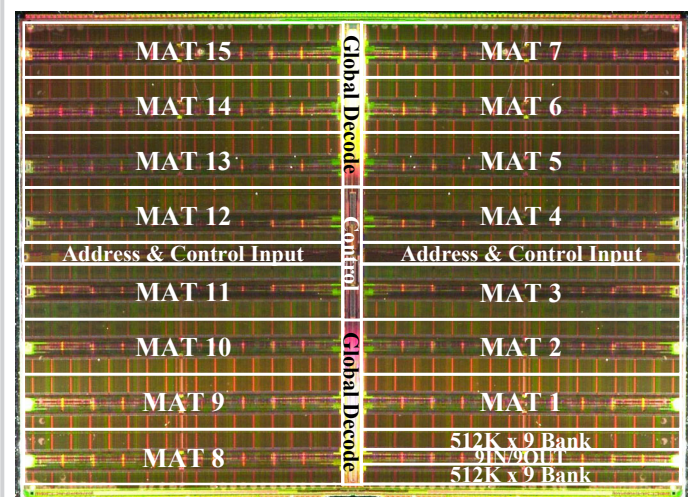 MAT 15
MAT 7
MAT 14
MAT 6
Global Decode
MAT 13
MAT 5
MAT 12
MAT 4
Address & Control Input
Control
Address & Control Input
MAT 11
MAT 3
MAT 10
MAT 2
Global Decode
MAT 9
MAT 1
MAT 8
512K x 9 Bank
9IN/9OUT
512K x 9 Bank